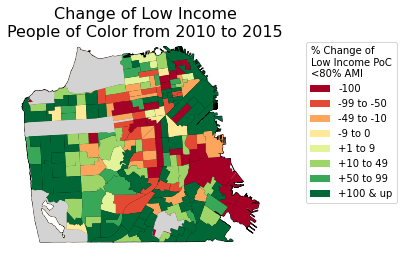 Change of Low Income
People of Color from 2010 to 2015
% Change of
Low Income PoC
<80% AMI
-100
-99 to -50
-49 to -10
-9 to 0
+1 to 9
+10 to 49
+50 to 99
+100 & up